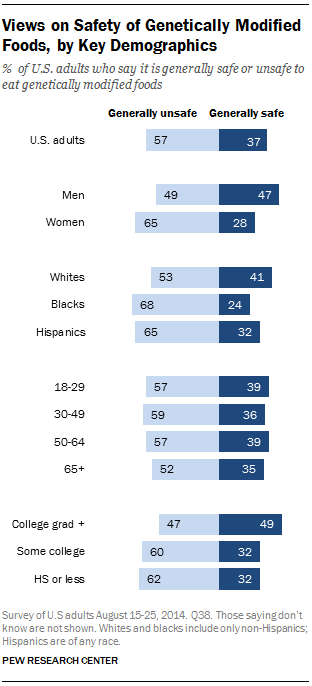 Views on Safety of Genetically Modified
Foods, by Key Demographics
% of U.S. adults who say it is generally safe or unsafe to
eat genetically modified foods
Generally unsafe Generally safe
U.S. adults 57 37
Men 49 47
Women 65 28
Whites 53 41
Blacks 68 24
Hispanics 65 32
18-29 57 39
30-49 59 36
50-64 57 39
65+ 52 35
College grad + 47 49
Some college 60 32
HS or less 62 32
Survey of U.S adults August 15-25, 2014. Q38. Those saying don't
know are not shown. Whites and blacks include only non-Hispanics;
Hispanics are of any race.
PEW RESEARCH CENTER